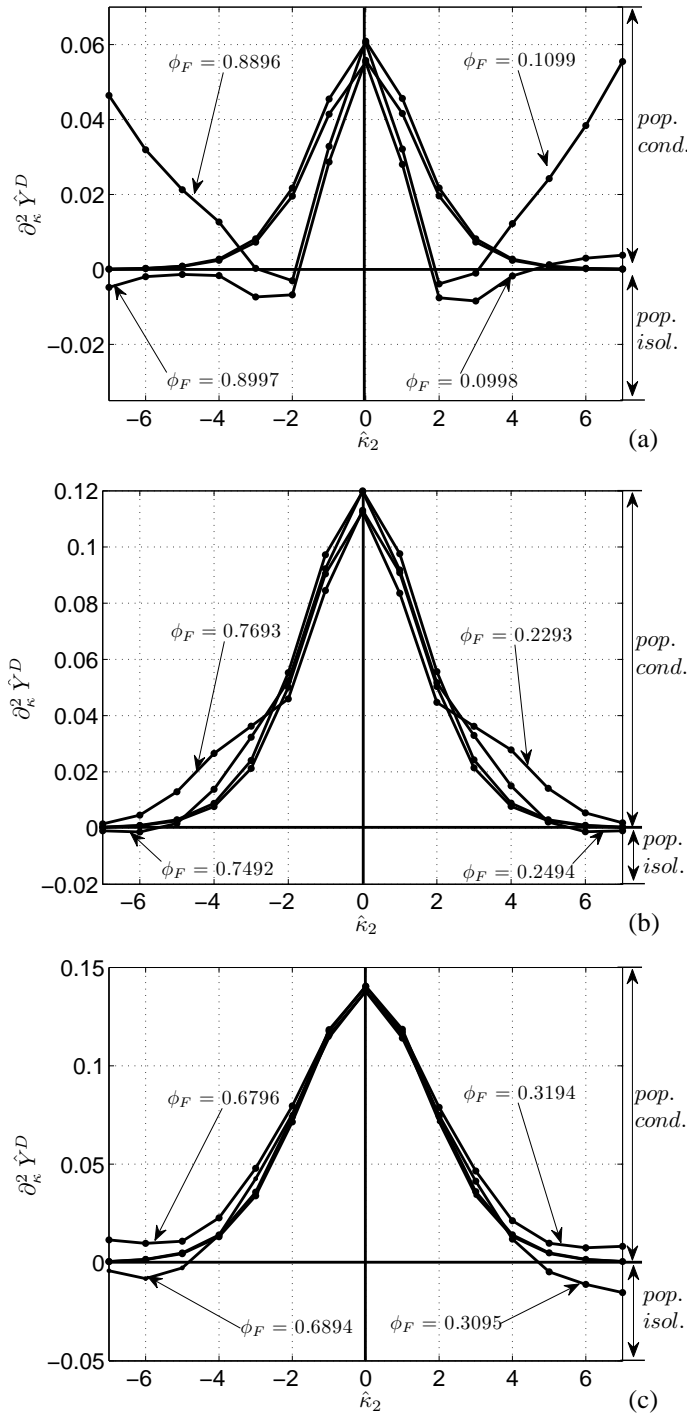 0.06
0.04
0.02
0
−0.02
∂²κ Ŷ^D
ϕF = 0.8896
ϕF = 0.1099
ϕF = 0.8997
ϕF = 0.0998
pop.
cond.
pop.
isol.
−6 −4 −2 0 2 4 6
κ̂2
(a)
0.12
0.1
0.08
0.06
0.04
0.02
0
−0.02
∂²κ Ŷ^D
ϕF = 0.7693
ϕF = 0.2293
ϕF = 0.7492
ϕF = 0.2494
pop.
cond.
pop.
isol.
−6 −4 −2 0 2 4 6
κ̂2
(b)
0.15
0.1
0.05
0
−0.05
∂²κ Ŷ^D
ϕF = 0.6796
ϕF = 0.3194
ϕF = 0.6894
ϕF = 0.3095
pop.
cond.
pop.
isol.
−6 −4 −2 0 2 4 6
κ̂2
(c)